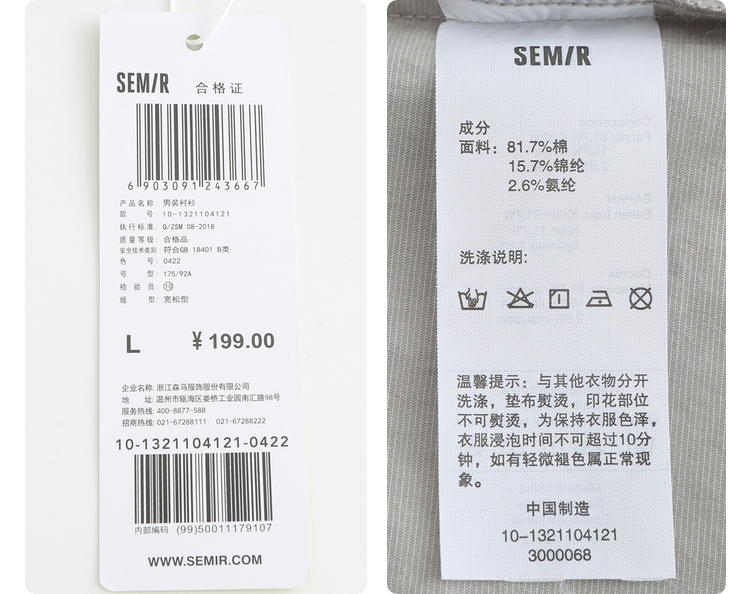 SEMIR 合格证
6 903091 243667
产品名称: 男装衬衫
款 号: 10-1321104121
执行标准: Q/ZSM 08-2018
质量等级: 合格品
安全技术类别: 符合GB 18401 B类
色 号: 0422
号 型: 175/92A
检 验 员: ⑩
版 型: 宽松型
L ¥ 199.00
企业名称: 浙江森马服饰股份有限公司
地 址: 温州市瓯海区娄桥工业园南汇路98号
服务热线: 400-8877-588
招商热线: 021-67288111 021-67288222
10-1321104121-0422
内部编码 (99)50011179107
WWW.SEMIR.COM
SEMIR
成分
面料: 81.7%棉
15.7%锦纶
2.6%氨纶
洗涤说明:
温馨提示: 与其他衣物分开
洗涤, 垫布熨烫, 印花部位
不可熨烫, 为保持衣服色泽,
衣服浸泡时间不可超过10分
钟, 如有轻微褪色属正常现
象。
中国制造
10-1321104121
3000068